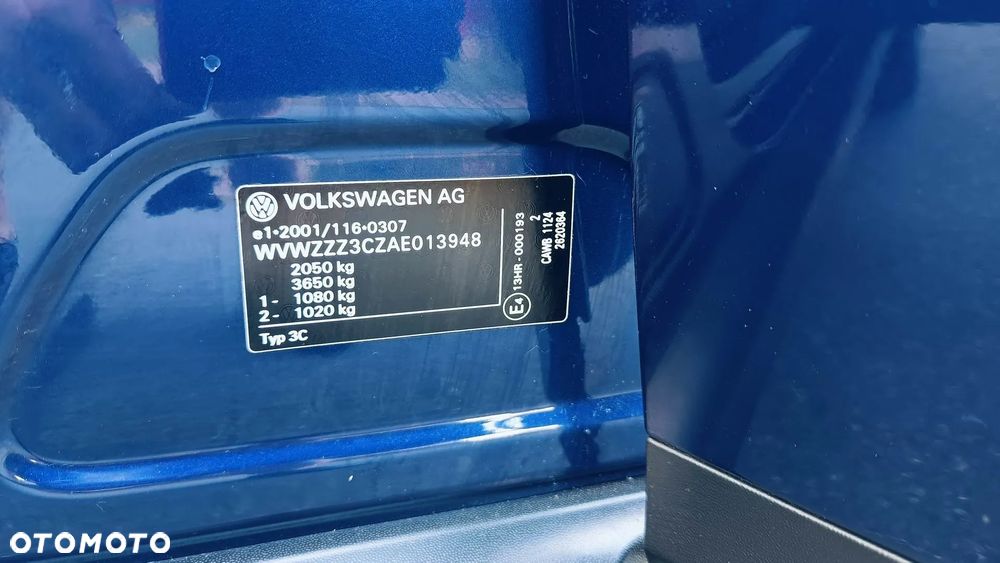 VOLKSWAGEN AG
e1*2001/116*0307
WVWZZZ3CZAE013948
2050 kg
3650 kg
1- 1080 kg
2- 1020 kg
Typ 3C
E4 13HR-000193
2
CAWB 1124
2620364
OTOMOTO